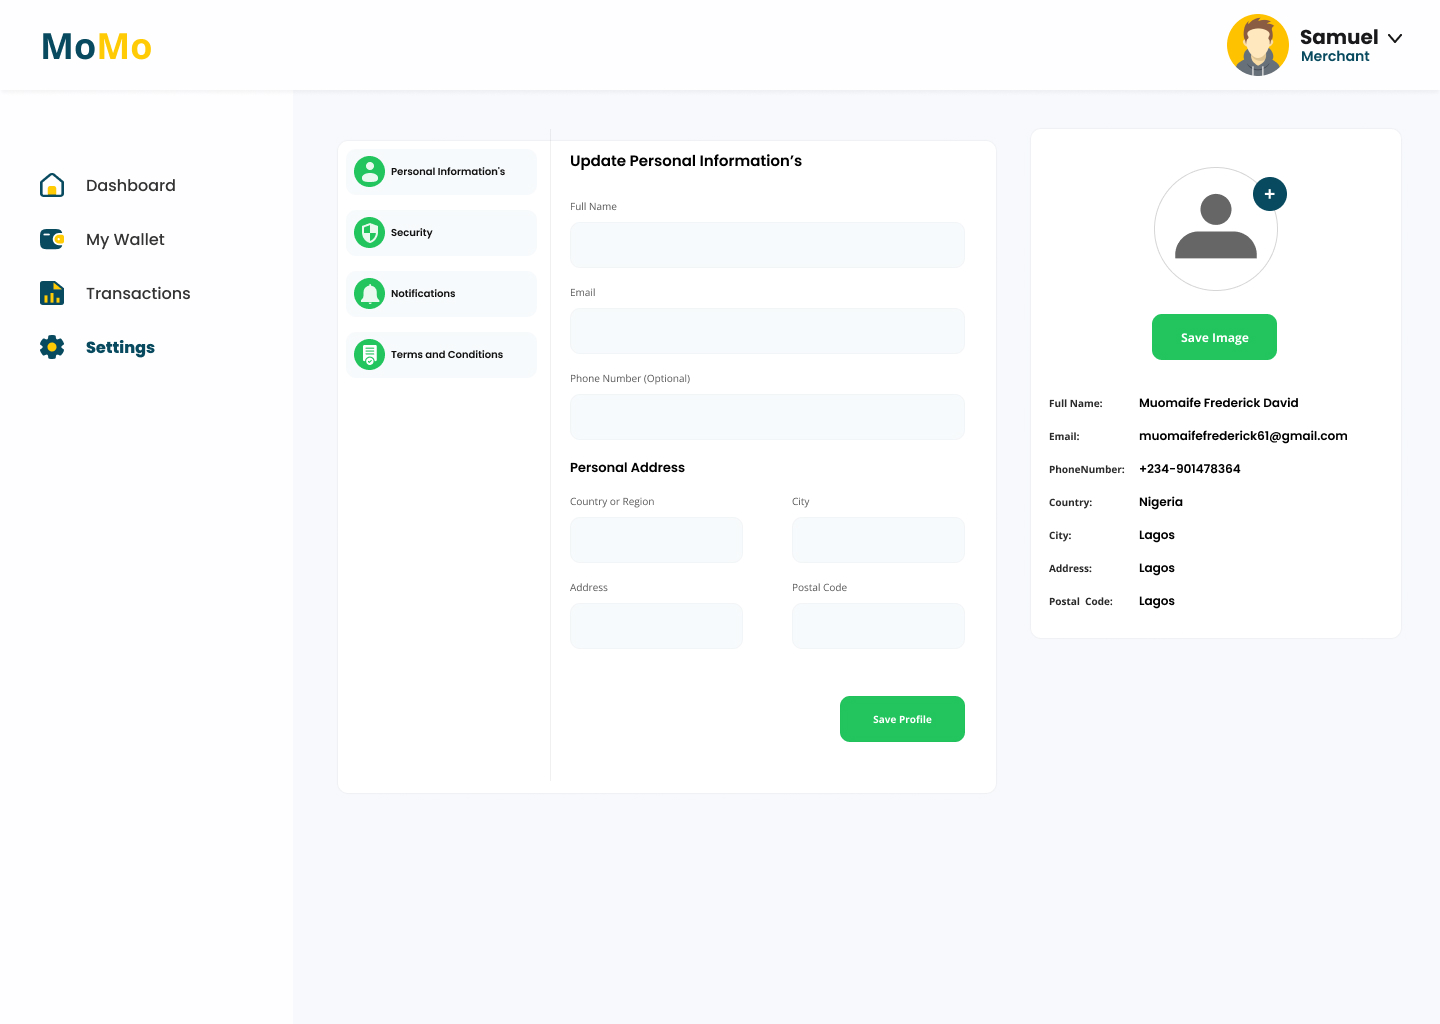 MoMo
Samuel
Merchant
Dashboard
My Wallet
Transactions
Settings
Personal Information's
Security
Notifications
Terms and Conditions
Update Personal Information’s
Full Name
Email
Phone Number (Optional)
Personal Address
Country or Region
City
Address
Postal Code
Save Profile
Save Image
Full Name: Muomaife Frederick David
Email: muomaifefrederick61@gmail.com
PhoneNumber: +234-901478364
Country: Nigeria
City: Lagos
Address: Lagos
Postal Code: Lagos